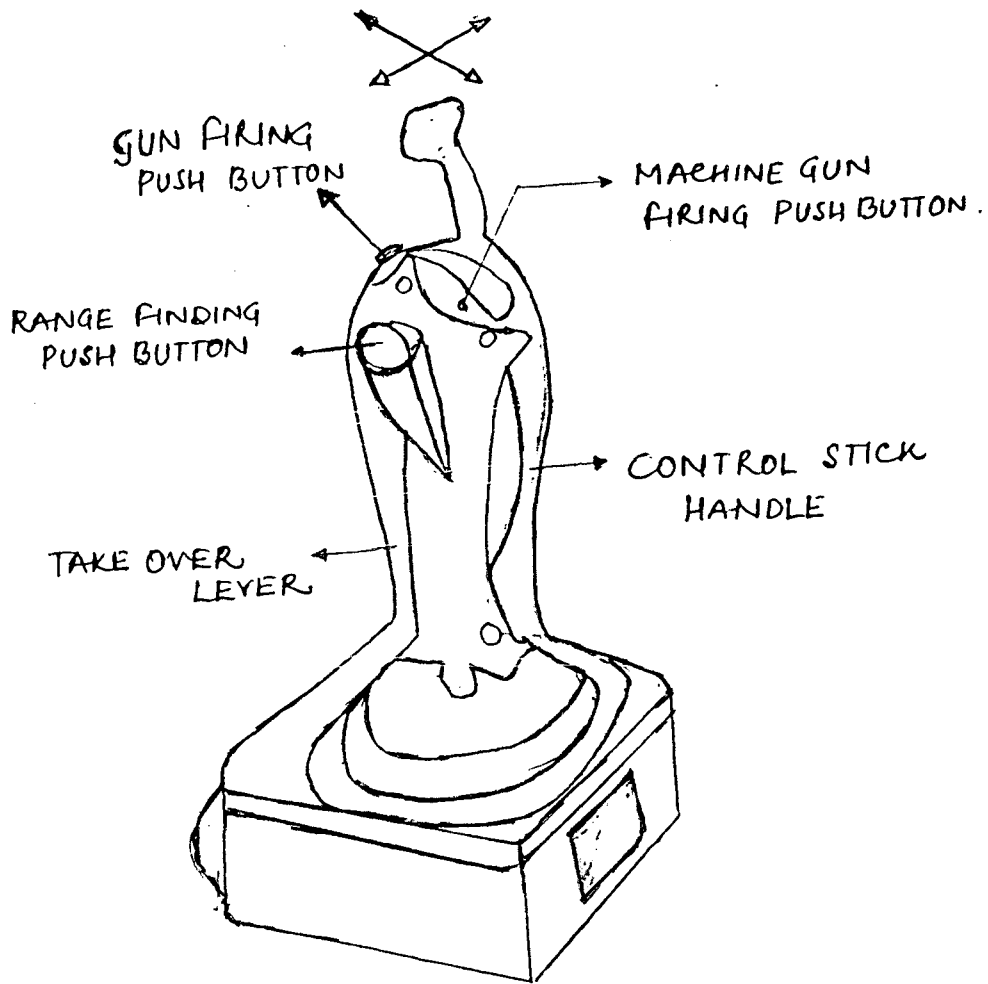 GUN FIRING
PUSH BUTTON
MACHINE GUN
FIRING PUSH BUTTON.
RANGE FINDING
PUSH BUTTON
CONTROL STICK
HANDLE
TAKE OVER
LEVER